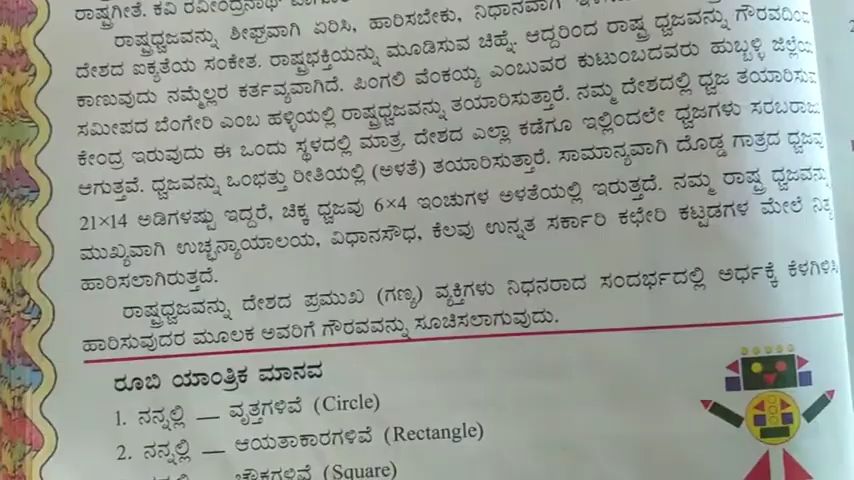 ರಾಷ್ಟ್ರಗೀತೆ. ಕವಿ ರವೀಂದ್ರನಾಥ
ರಾಷ್ಟ್ರಧ್ವಜವನ್ನು ಶೀಘ್ರವಾಗಿ ಏರಿಸಿ, ಹಾರಿಸಬೇಕು, ನಿಧಾನವಾಗಿ
ದೇಶದ ಐಕ್ಯತೆಯ ಸಂಕೇತ. ರಾಷ್ಟ್ರಭಕ್ತಿಯನ್ನು ಮೂಡಿಸುವ ಚಿಹ್ನೆ. ಆದ್ದರಿಂದ ರಾಷ್ಟ್ರ ಧ್ವಜವನ್ನು ಗೌರವದಿಂದ
ಕಾಣುವುದು ನಮ್ಮೆಲ್ಲರ ಕರ್ತವ್ಯವಾಗಿದೆ. ಪಿಂಗಲಿ ವೆಂಕಯ್ಯ ಎಂಬುವರ ಕುಟುಂಬದವರು ಹುಬ್ಬಳ್ಳಿ ಜಿಲ್ಲೆಯ
ಸಮೀಪದ ಬೆಂಗೇರಿ ಎಂಬ ಹಳ್ಳಿಯಲ್ಲಿ ರಾಷ್ಟ್ರಧ್ವಜವನ್ನು ತಯಾರಿಸುತ್ತಾರೆ. ನಮ್ಮ ದೇಶದಲ್ಲಿ ಧ್ವಜ ತಯಾರಿಸುವ
ಕೇಂದ್ರ ಇರುವುದು ಈ ಒಂದು ಸ್ಥಳದಲ್ಲಿ ಮಾತ್ರ. ದೇಶದ ಎಲ್ಲಾ ಕಡೆಗೂ ಇಲ್ಲಿಂದಲೇ ಧ್ವಜಗಳು ಸರಬರಾಜು
ಆಗುತ್ತವೆ. ಧ್ವಜವನ್ನು ಒಂಭತ್ತು ರೀತಿಯಲ್ಲಿ (ಅಳತೆ) ತಯಾರಿಸುತ್ತಾರೆ. ಸಾಮಾನ್ಯವಾಗಿ ದೊಡ್ಡ ಗಾತ್ರದ ಧ್ವಜವು
21×14 ಅಡಿಗಳಷ್ಟು ಇದ್ದರೆ, ಚಿಕ್ಕ ಧ್ವಜವು 6×4 ಇಂಚುಗಳ ಅಳತೆಯಲ್ಲಿ ಇರುತ್ತದೆ. ನಮ್ಮ ರಾಷ್ಟ್ರ ಧ್ವಜವನ್ನು
ಮುಖ್ಯವಾಗಿ ಉಚ್ಛನ್ಯಾಯಾಲಯ, ವಿಧಾನಸೌಧ, ಕೆಲವು ಉನ್ನತ ಸರ್ಕಾರಿ ಕಛೇರಿ ಕಟ್ಟಡಗಳ ಮೇಲೆ ನಿತ್ಯ
ಹಾರಿಸಲಾಗಿರುತ್ತದೆ.
ರಾಷ್ಟ್ರಧ್ವಜವನ್ನು ದೇಶದ ಪ್ರಮುಖ (ಗಣ್ಯ) ವ್ಯಕ್ತಿಗಳು ನಿಧನರಾದ ಸಂದರ್ಭದಲ್ಲಿ ಅರ್ಧಕ್ಕೆ ಕೆಳಗಿಳಿಸಿ
ಹಾರಿಸುವುದರ ಮೂಲಕ ಅವರಿಗೆ ಗೌರವವನ್ನು ಸೂಚಿಸಲಾಗುವುದು.
ರೂಬಿ ಯಾಂತ್ರಿಕ ಮಾನವ
1. ನನ್ನಲ್ಲಿ — ವೃತ್ತಗಳಿವೆ (Circle)
2. ನನ್ನಲ್ಲಿ — ಆಯತಾಕಾರಗಳಿವೆ (Rectangle)
ಚೌಕಗಳಿವೆ (Square)